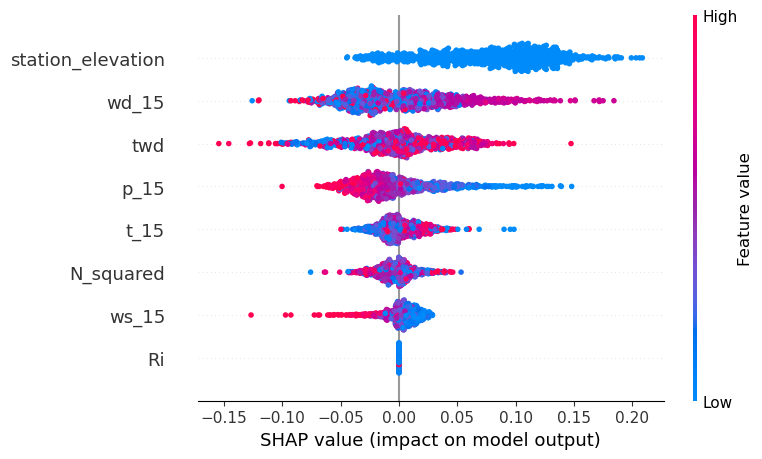 High
station_elevation
wd_15
twd
p_15
t_15
N_squared
ws_15
Ri
Feature value
Low
−0.15 −0.10 −0.05 0.00 0.05 0.10 0.15 0.20
SHAP value (impact on model output)